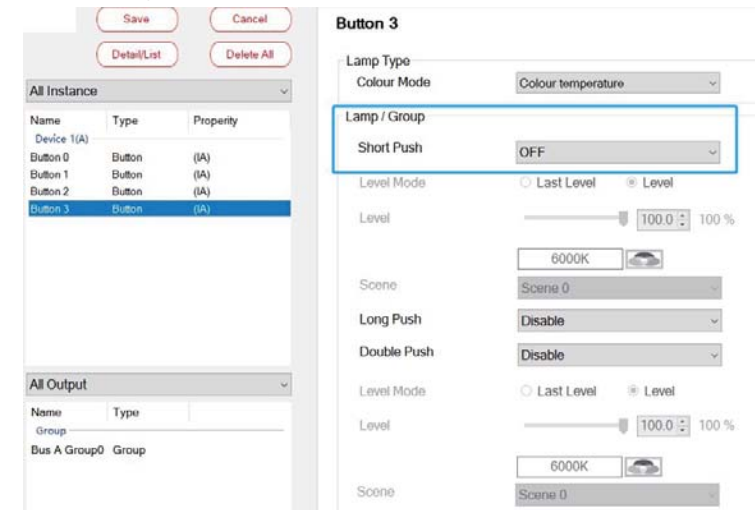 Save Cancel
Detail/List Delete All
All Instance
Name Type Properity
Device 1(A)
Button 0 Button (IA)
Button 1 Button (IA)
Button 2 Button (IA)
Button 3 Button (IA)
All Output
Name Type
Group
Bus A Group0 Group
Button 3
Lamp Type
Colour Mode Colour temperature
Lamp / Group
Short Push OFF
Level Mode Last Level Level
Level 100.0 100 %
6000K
Scene Scene 0
Long Push Disable
Double Push Disable
Level Mode Last Level Level
Level 100.0 100 %
6000K
Scene Scene 0